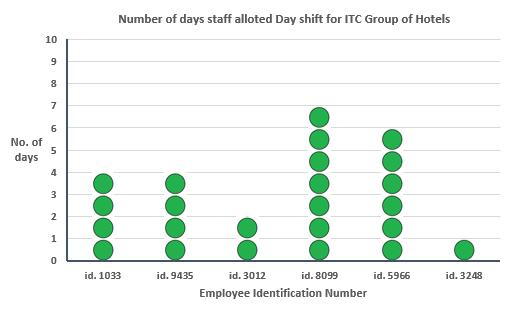 Number of days staff alloted Day shift for ITC Group of Hotels
10
9
8
7
6
5
4
3
2
1
0
No. of
days
id. 1033 id. 9435 id. 3012 id. 8099 id. 5966 id. 3248
Employee Identification Number